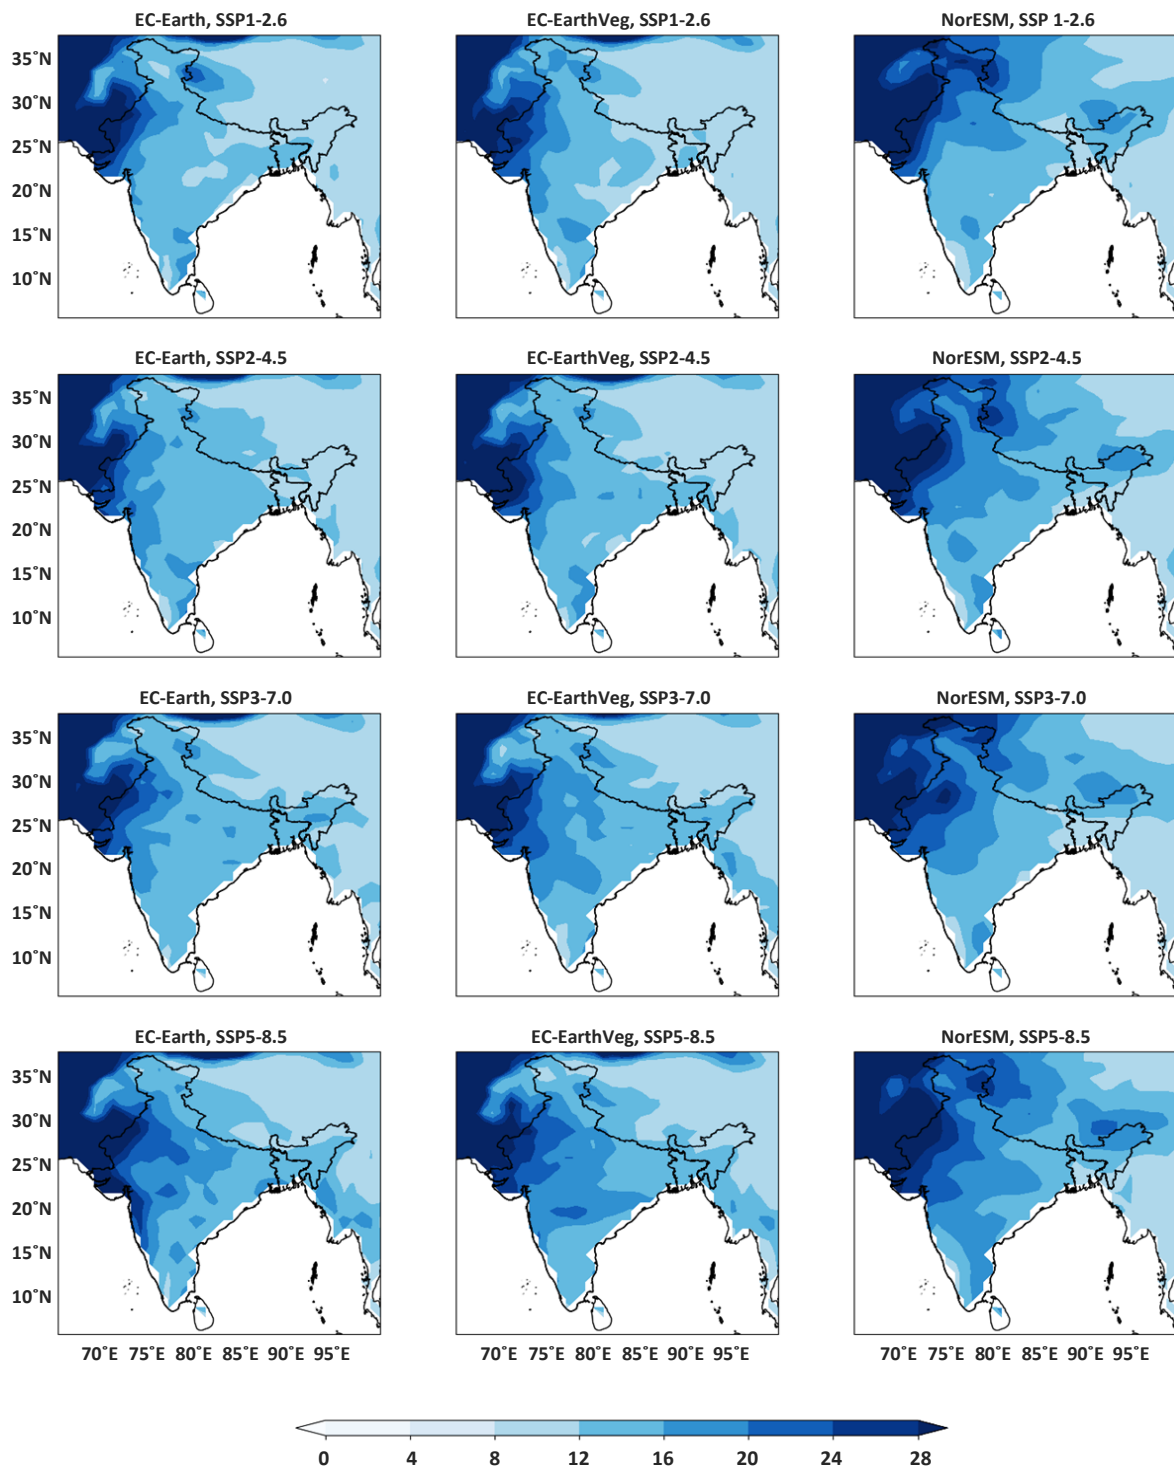 EC-Earth, SSP1-2.6
EC-EarthVeg, SSP1-2.6
NorESM, SSP 1-2.6
35˚N
30˚N
25˚N
20˚N
15˚N
10˚N
EC-Earth, SSP2-4.5
EC-EarthVeg, SSP2-4.5
NorESM, SSP2-4.5
35˚N
30˚N
25˚N
20˚N
15˚N
10˚N
EC-Earth, SSP3-7.0
EC-EarthVeg, SSP3-7.0
NorESM, SSP3-7.0
35˚N
30˚N
25˚N
20˚N
15˚N
10˚N
EC-Earth, SSP5-8.5
EC-EarthVeg, SSP5-8.5
NorESM, SSP5-8.5
35˚N
30˚N
25˚N
20˚N
15˚N
10˚N
70˚E 75˚E 80˚E 85˚E 90˚E 95˚E
70˚E 75˚E 80˚E 85˚E 90˚E 95˚E
70˚E 75˚E 80˚E 85˚E 90˚E 95˚E
0 4 8 12 16 20 24 28